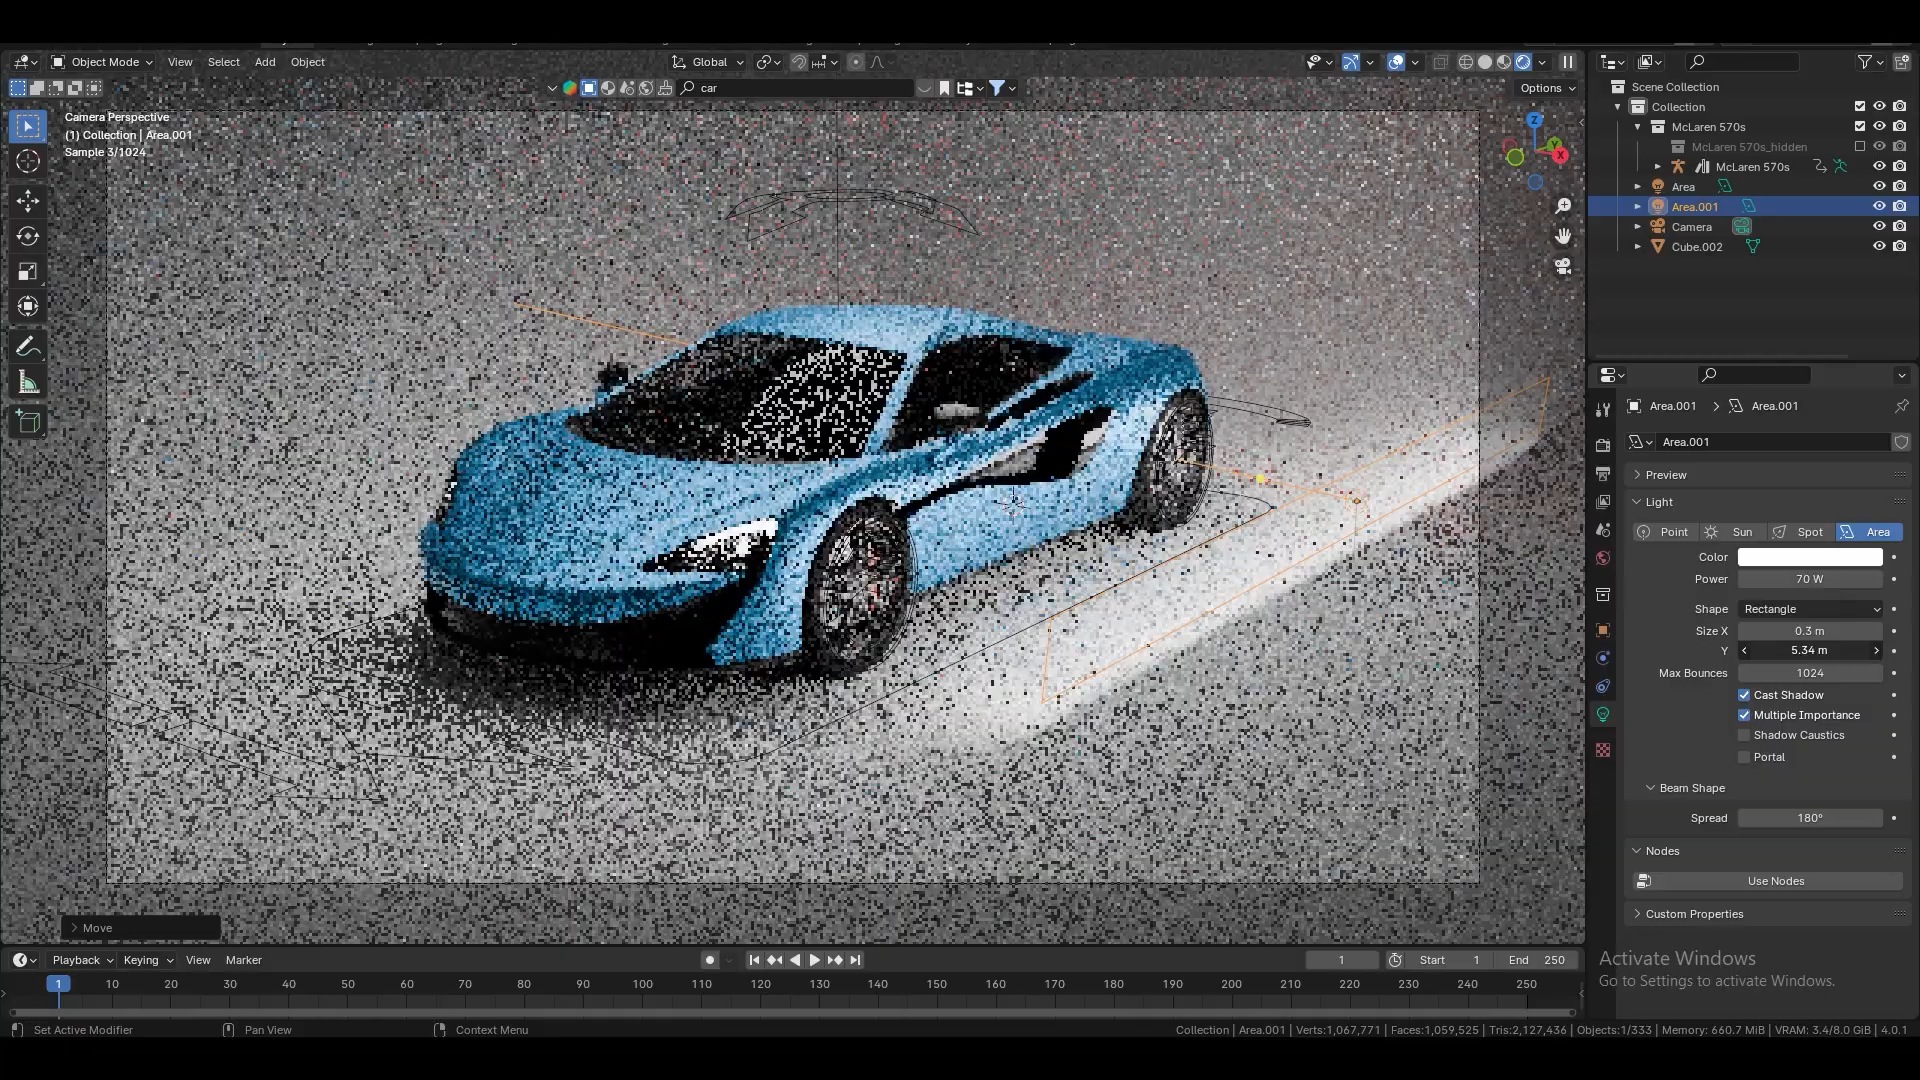 Object Mode View Select Add Object Global
car Options
Camera Perspective
(1) Collection | Area.001
Sample 3/1024
Z
Y
X
Move
Scene Collection
Collection
McLaren 570s
McLaren 570s_hidden
McLaren 570s
Area
Area.001
Camera
Cube.002
Area.001 > Area.001
Area.001
Preview
Light
Point Sun Spot Area
Color
Power 70 W
Shape Rectangle
Size X 0.3 m
Y 5.34 m
Max Bounces 1024
Cast Shadow
Multiple Importance
Shadow Caustics
Portal
Beam Shape
Spread 180°
Nodes
Use Nodes
Custom Properties
Activate Windows
Go to Settings to activate Windows.
Playback Keying View Marker 1 Start 1 End 250
1 10 20 30 40 50 60 70 80 90 100 110 120 130 140 150 160 170 180 190 200 210 220 230 240 250
Set Active Modifier Pan View Context Menu Collection | Area.001 | Verts:1,067,771 | Faces:1,059,525 | Tris:2,127,436 | Objects:1/333 | Memory: 660.7 MiB | VRAM: 3.4/8.0 GiB | 4.0.1